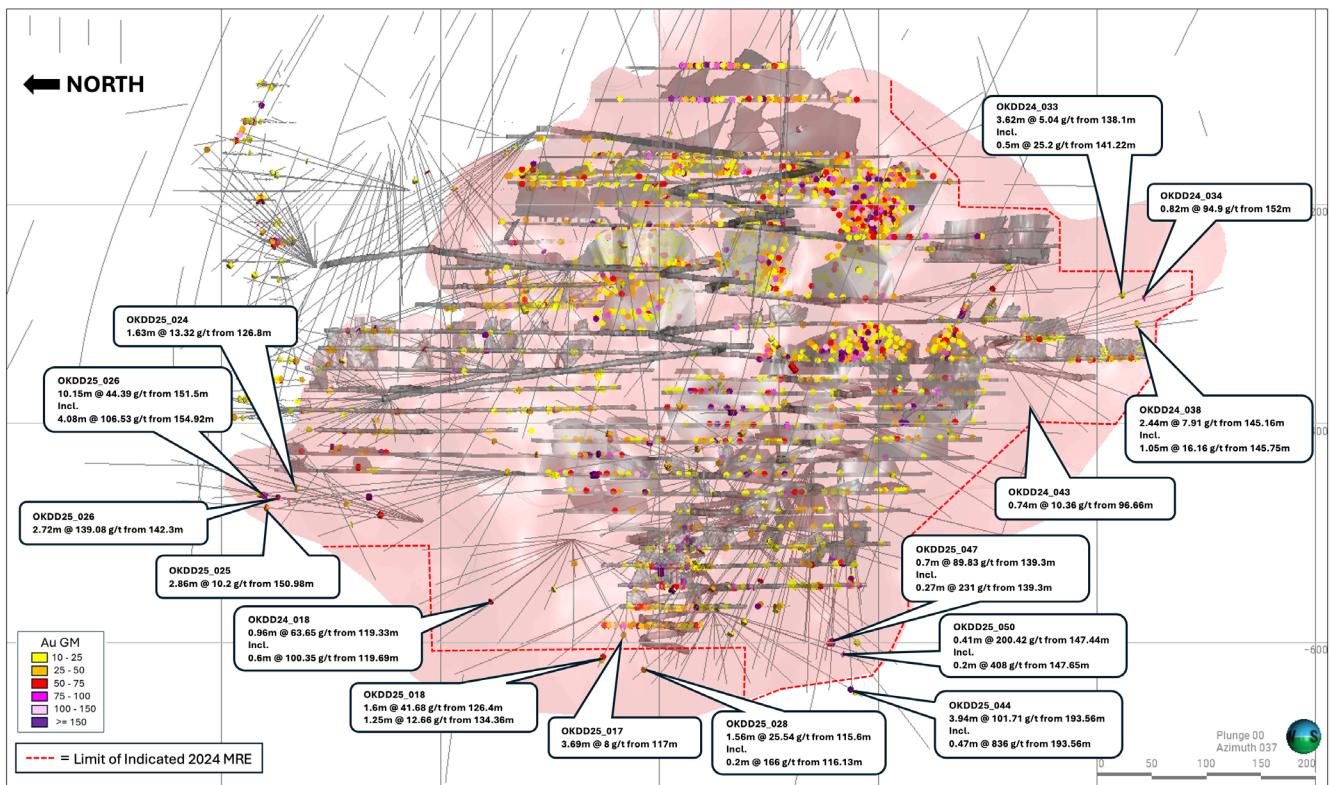 NORTH
OKDD24_033
3.62m @ 5.04 g/t from 138.1m
Incl.
0.5m @ 25.2 g/t from 141.22m
OKDD24_034
0.82m @ 94.9 g/t from 152m
OKDD25_024
1.63m @ 13.32 g/t from 126.8m
OKDD25_026
10.15m @ 44.39 g/t from 151.5m
Incl.
4.08m @ 106.53 g/t from 154.92m
OKDD24_038
2.44m @ 7.91 g/t from 145.16m
Incl.
1.05m @ 16.16 g/t from 145.75m
OKDD24_043
0.74m @ 10.36 g/t from 96.66m
OKDD25_026
2.72m @ 139.08 g/t from 142.3m
OKDD25_025
2.86m @ 10.2 g/t from 150.98m
OKDD25_047
0.7m @ 89.83 g/t from 139.3m
Incl.
0.27m @ 231 g/t from 139.3m
OKDD24_018
0.96m @ 63.65 g/t from 119.33m
Incl.
0.6m @ 100.35 g/t from 119.69m
OKDD25_050
0.41m @ 200.42 g/t from 147.44m
Incl.
0.2m @ 408 g/t from 147.65m
-600
Au GM
10 - 25
25 - 50
50 - 75
75 - 100
100 - 150
>= 150
OKDD25_018
1.6m @ 41.68 g/t from 126.4m
1.25m @ 12.66 g/t from 134.36m
OKDD25_017
3.69m @ 8 g/t from 117m
OKDD25_028
1.56m @ 25.54 g/t from 115.6m
Incl.
0.2m @ 166 g/t from 116.13m
OKDD25_044
3.94m @ 101.71 g/t from 193.56m
Incl.
0.47m @ 836 g/t from 193.56m
= Limit of Indicated 2024 MRE
Plunge 00
Azimuth 037
0 50 100 150 200